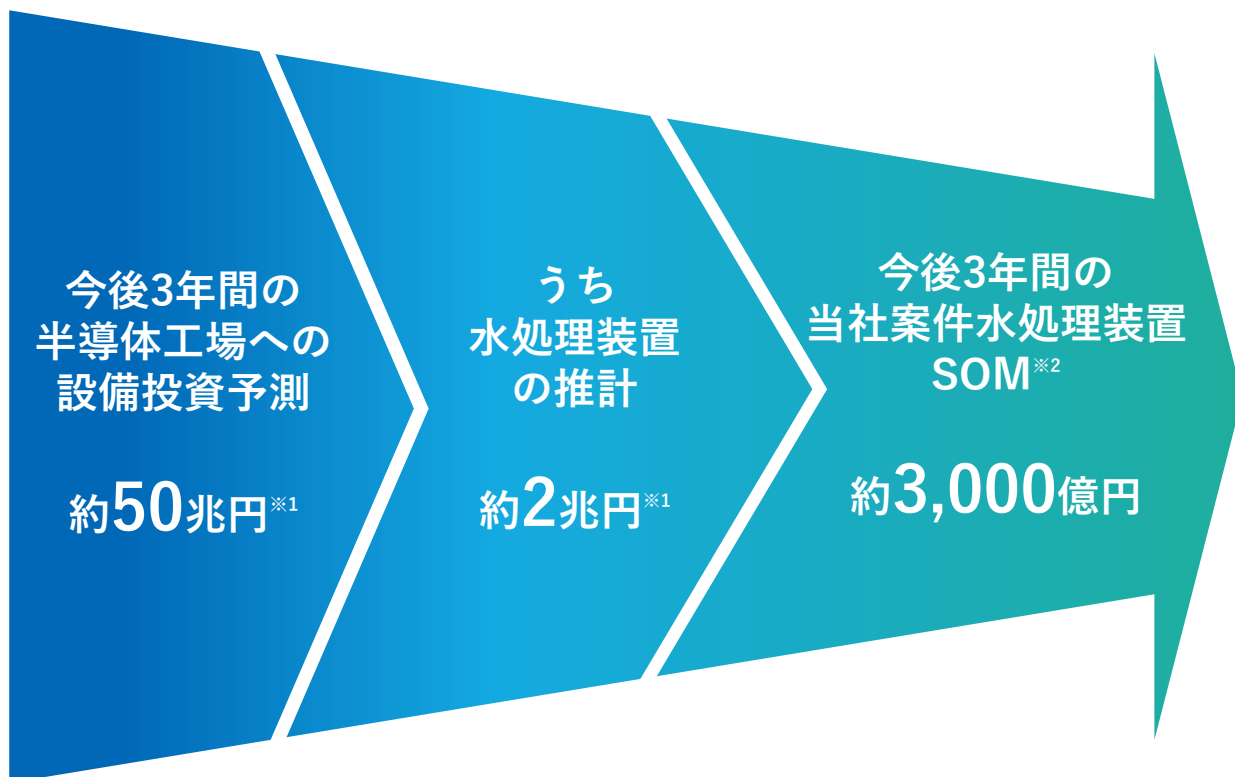 今後3年間の
半導体工場への
設備投資予測
約50兆円※1
うち
水処理装置
の推計
約2兆円※1
今後3年間の
当社案件水処理装置
SOM※2
約3,000億円